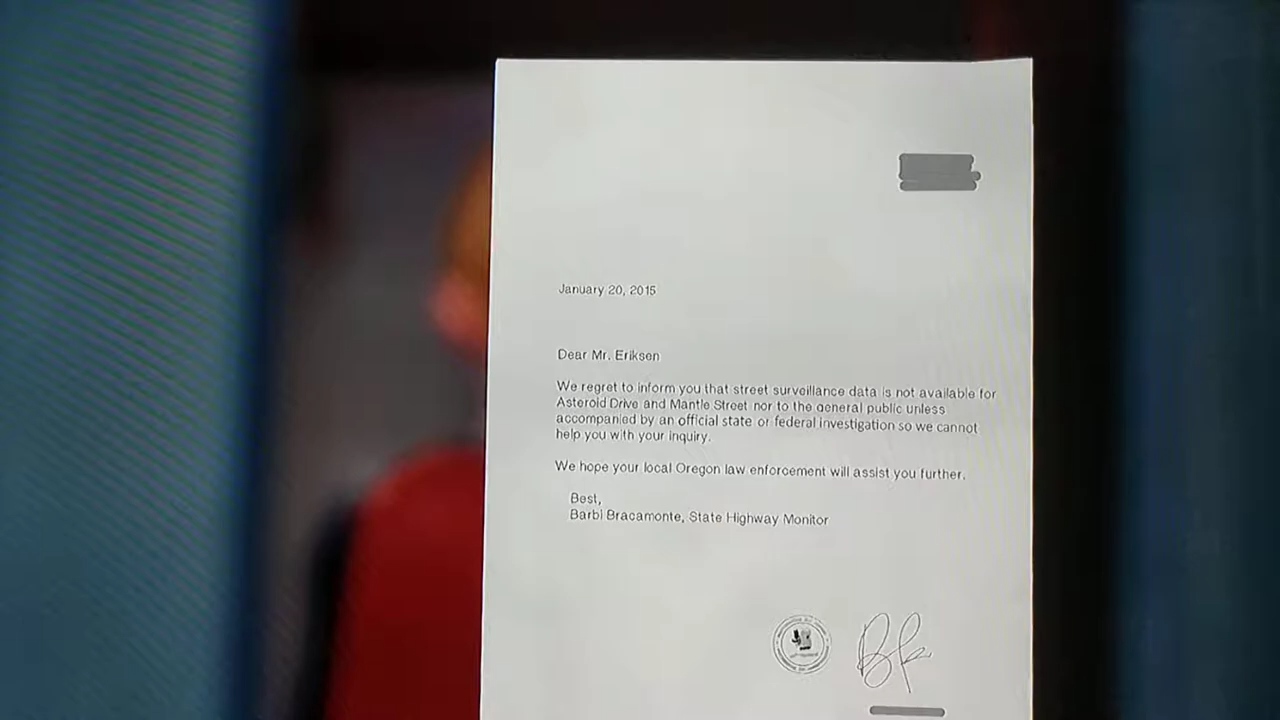 January 20, 2015
Dear Mr. Eriksen
We regret to inform you that street surveillance data is not available for
Asteroid Drive and Mantle Street nor to the general public unless
accompanied by an official state or federal investigation so we cannot
help you with your inquiry.
We hope your local Oregon law enforcement will assist you further.
Best,
Barbi Bracamonte, State Highway Monitor